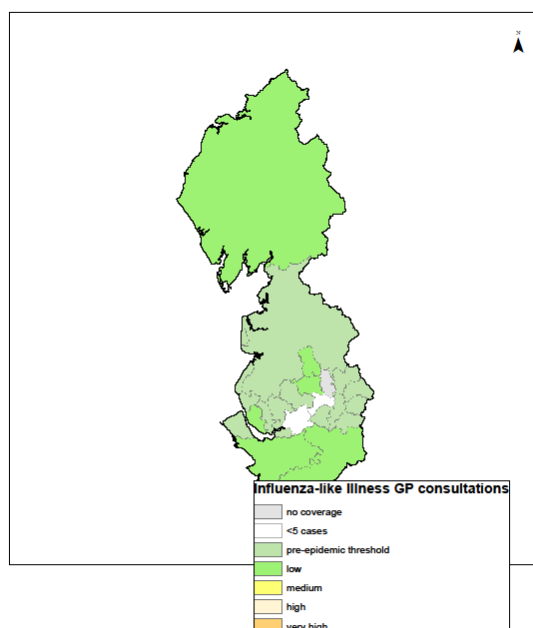 N
Influenza-like Illness GP consultations
no coverage
<5 cases
pre-epidemic threshold
low
medium
high
very high